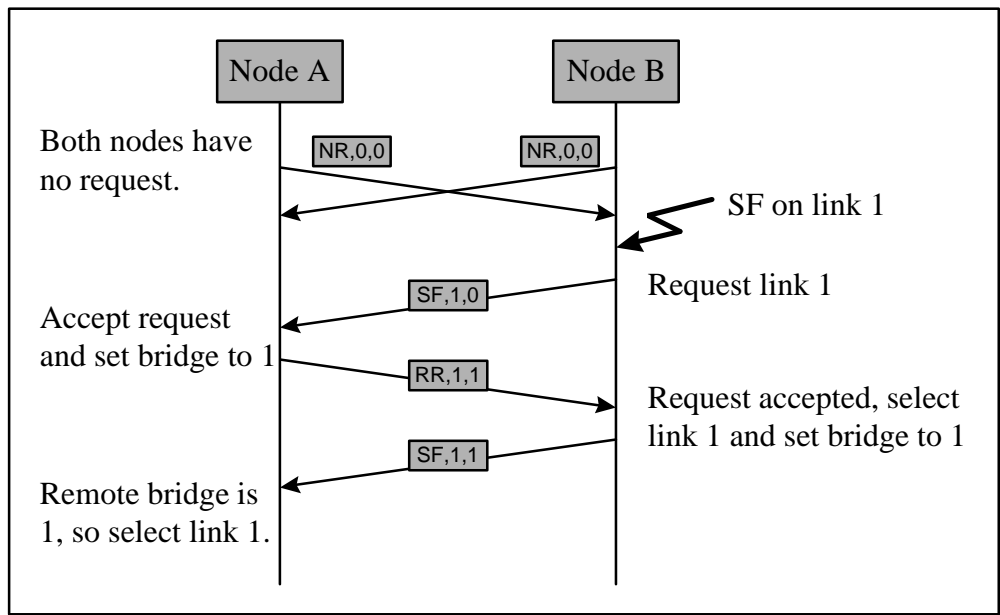 Node A
Node B
Both nodes have
no request.
NR,0,0
NR,0,0
SF on link 1
Request link 1
SF,1,0
Accept request
and set bridge to 1
RR,1,1
Request accepted, select
link 1 and set bridge to 1
SF,1,1
Remote bridge is
1, so select link 1.